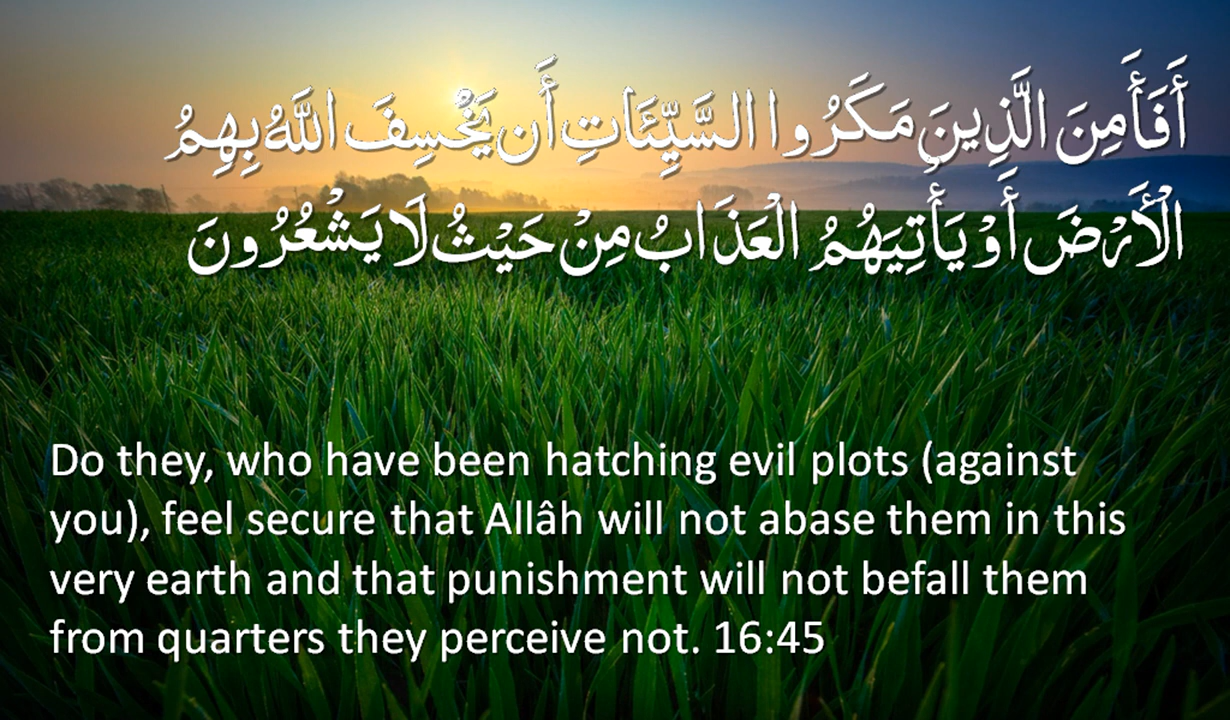 أَفَأَمِنَ الَّذِينَ مَكَرُوا السَّيِّئَاتِ أَن يَخْسِفَ اللَّهُ بِهِمُ
الْأَرْضَ أَوْ يَأْتِيَهُمُ الْعَذَابُ مِنْ حَيْثُ لَا يَشْعُرُونَ
Do they, who have been hatching evil plots (against
you), feel secure that Allâh will not abase them in this
very earth and that punishment will not befall them
from quarters they perceive not. 16:45